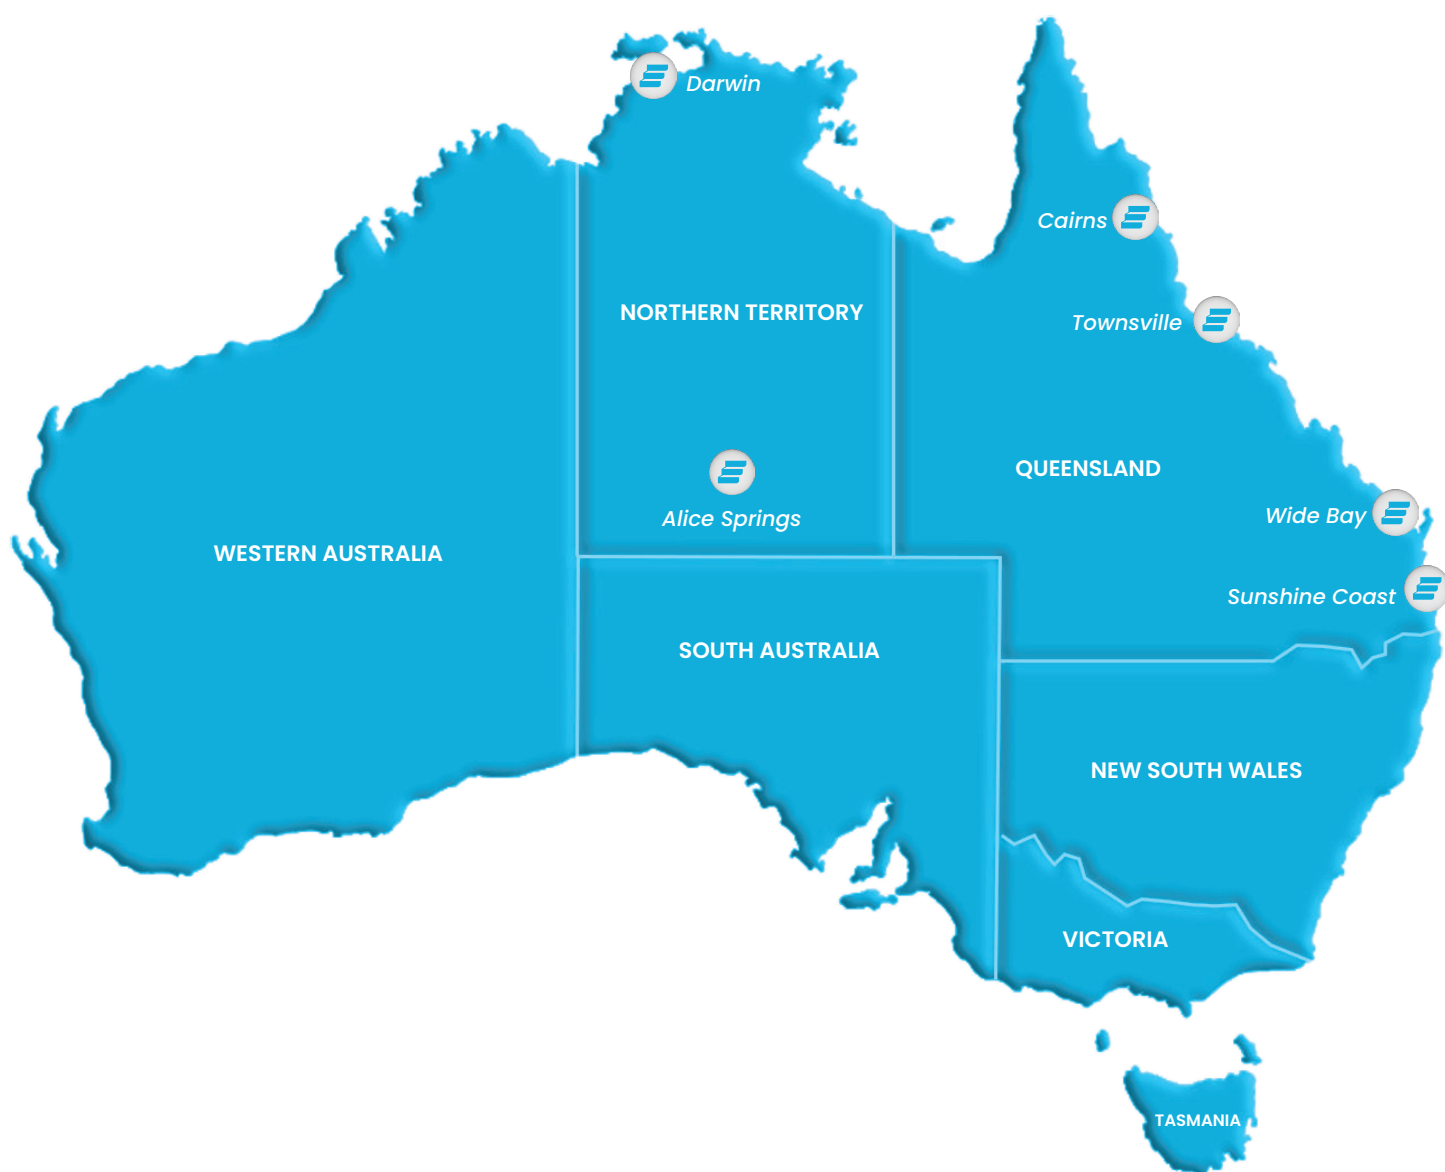 Darwin
Cairns
NORTHERN TERRITORY
Townsville
QUEENSLAND
Alice Springs
Wide Bay
WESTERN AUSTRALIA
Sunshine Coast
SOUTH AUSTRALIA
NEW SOUTH WALES
VICTORIA
TASMANIA